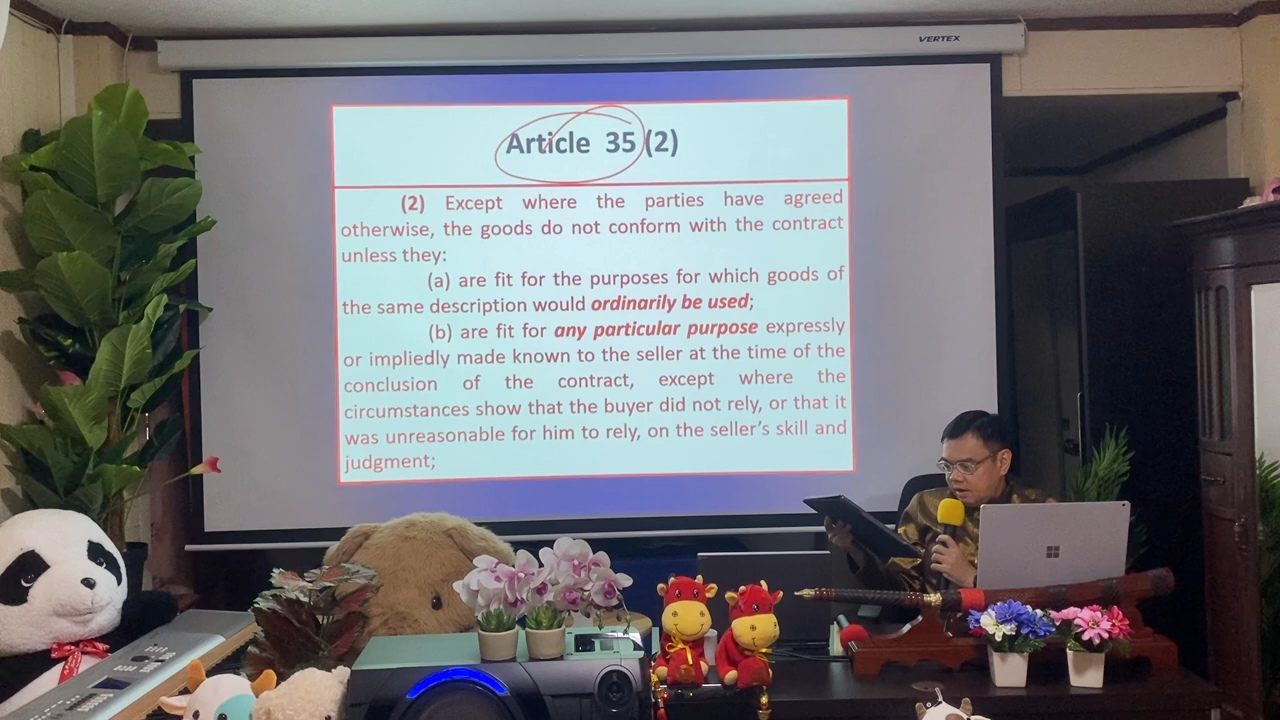 VERTEX
Article 35 (2)
(2) Except where the parties have agreed
otherwise, the goods do not conform with the contract
unless they:
(a) are fit for the purposes for which goods of
the same description would ordinarily be used;
(b) are fit for any particular purpose expressly
or impliedly made known to the seller at the time of the
conclusion of the contract, except where the
circumstances show that the buyer did not rely, or that it
was unreasonable for him to rely, on the seller's skill and
judgment;